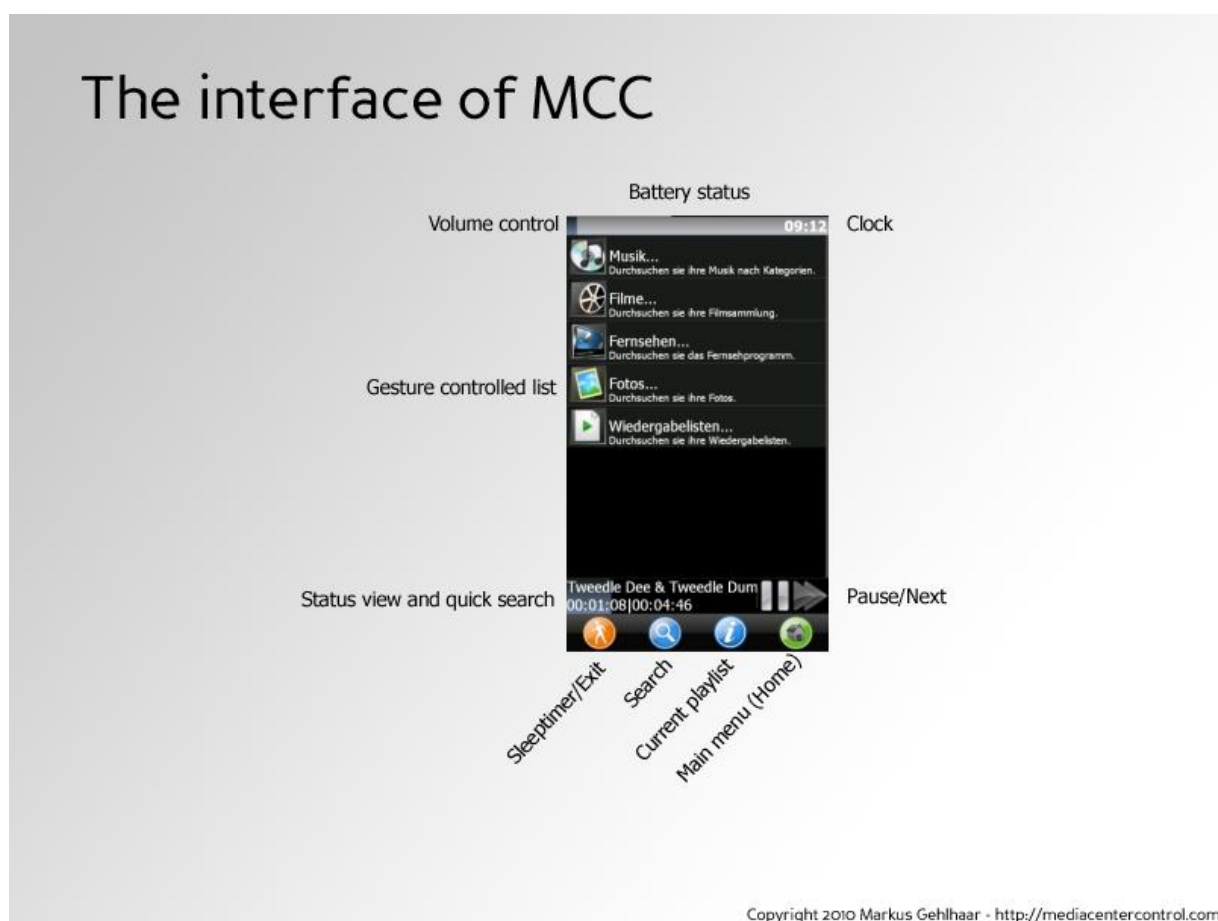 The interface of MCC
Battery status
Volume control
09:12
Clock
Musik...
Durchsuchen sie ihre Musik nach Kategorien.
Filme...
Durchsuchen sie ihre Filmsammlung.
Fernsehen...
Durchsuchen sie das Fernsehprogramm.
Gesture controlled list
Fotos...
Durchsuchen sie ihre Fotos.
Wiedergabelisten...
Durchsuchen sie ihre Wiedergabelisten.
Status view and quick search
Tweedle Dee & Tweedle Dum
00:01:08|00:04:46
Pause/Next
Sleeptimer/Exit
Search
Current playlist
Main menu (Home)
Copyright 2010 Markus Gehlhaar - http://mediacentercontrol.com